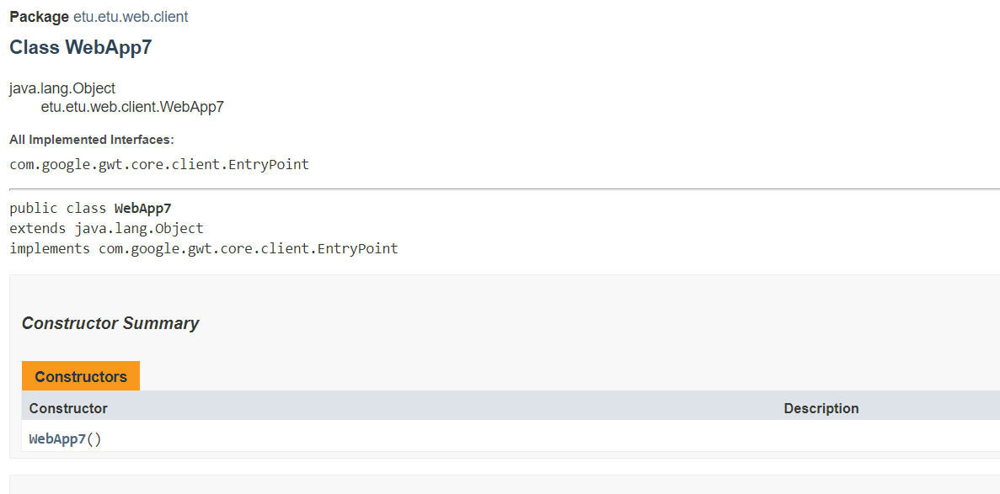 Package etu.etu.web.client
Class WebApp7
java.lang.Object
etu.etu.web.client.WebApp7
All Implemented Interfaces:
com.google.gwt.core.client.EntryPoint
public class WebApp7
extends java.lang.Object
implements com.google.gwt.core.client.EntryPoint
Constructor Summary
Constructors
Constructor Description
WebApp7()